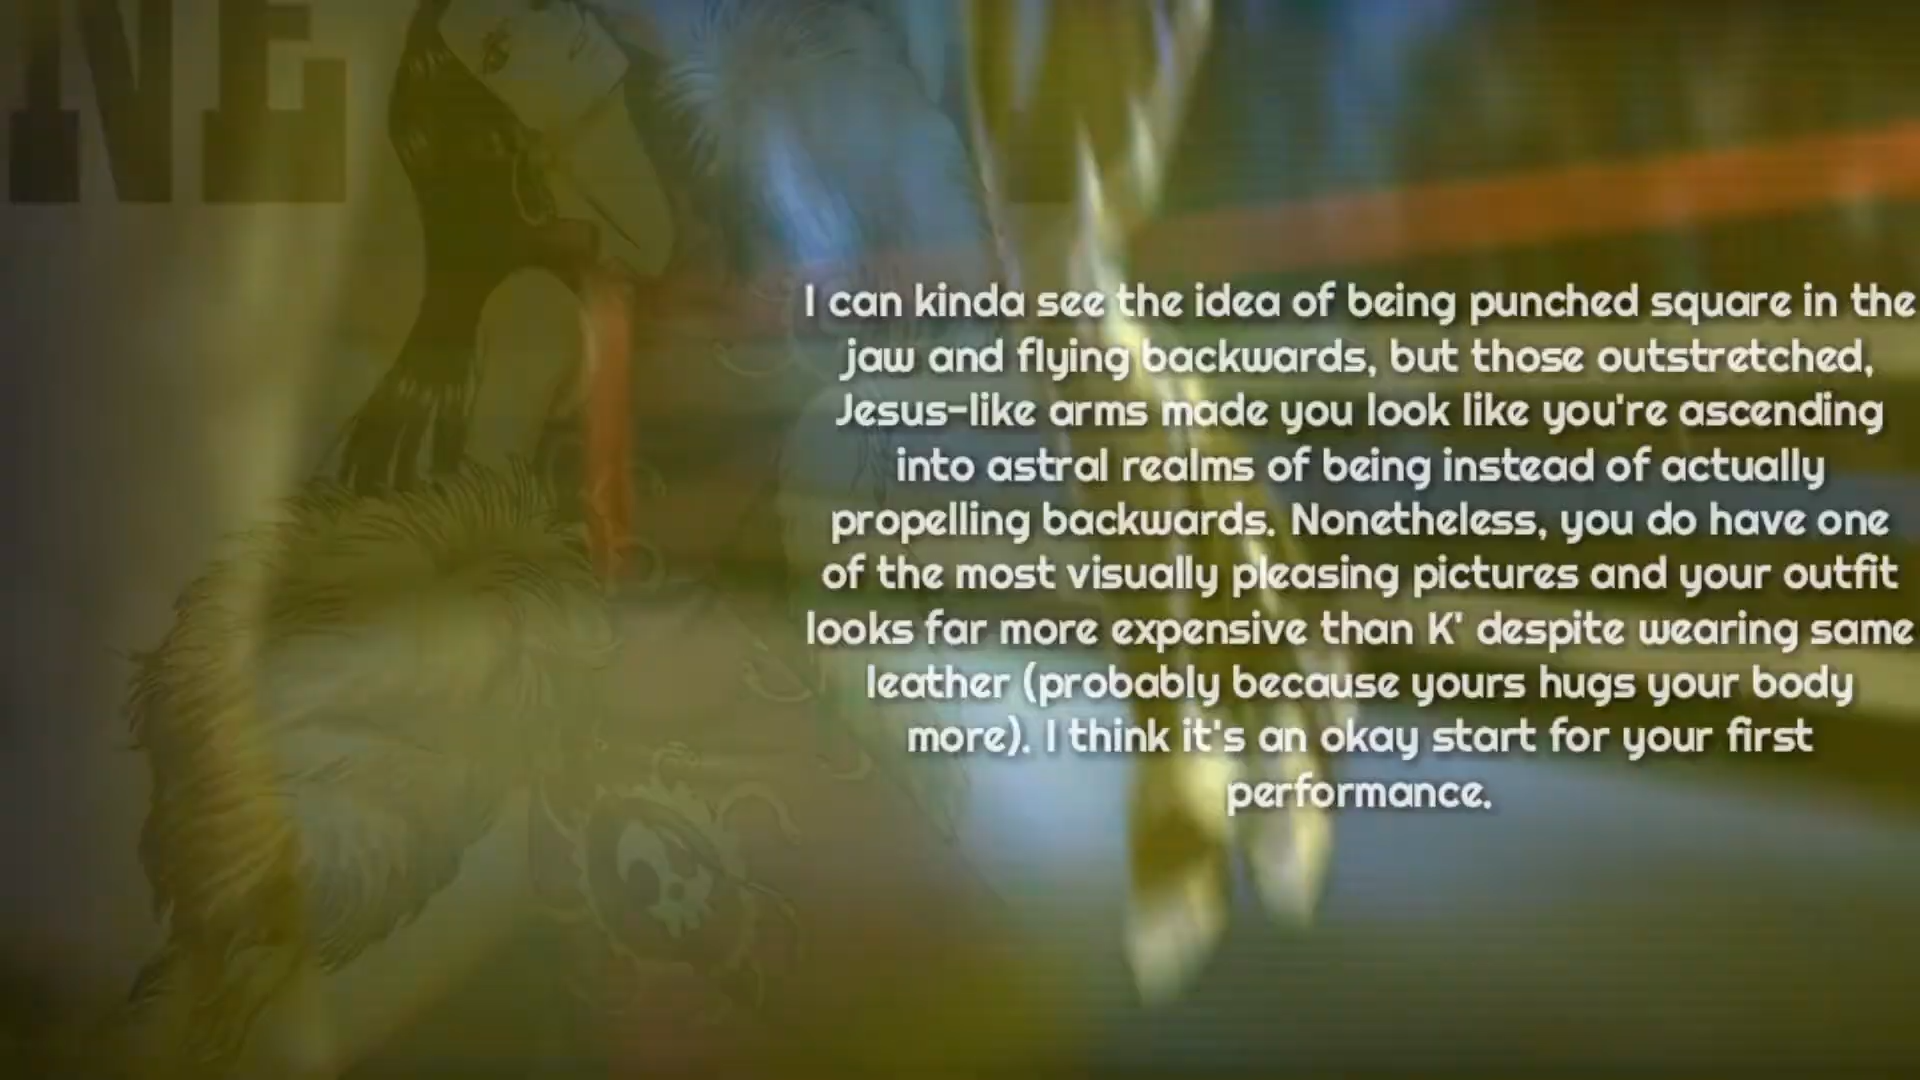 NE
I can kinda see the idea of being punched square in the
jaw and flying backwards, but those outstretched,
Jesus-like arms made you look like you're ascending
into astral realms of being instead of actually
propelling backwards. Nonetheless, you do have one
of the most visually pleasing pictures and your outfit
looks far more expensive than K' despite wearing same
leather (probably because yours hugs your body
more). I think it's an okay start for your first
performance.